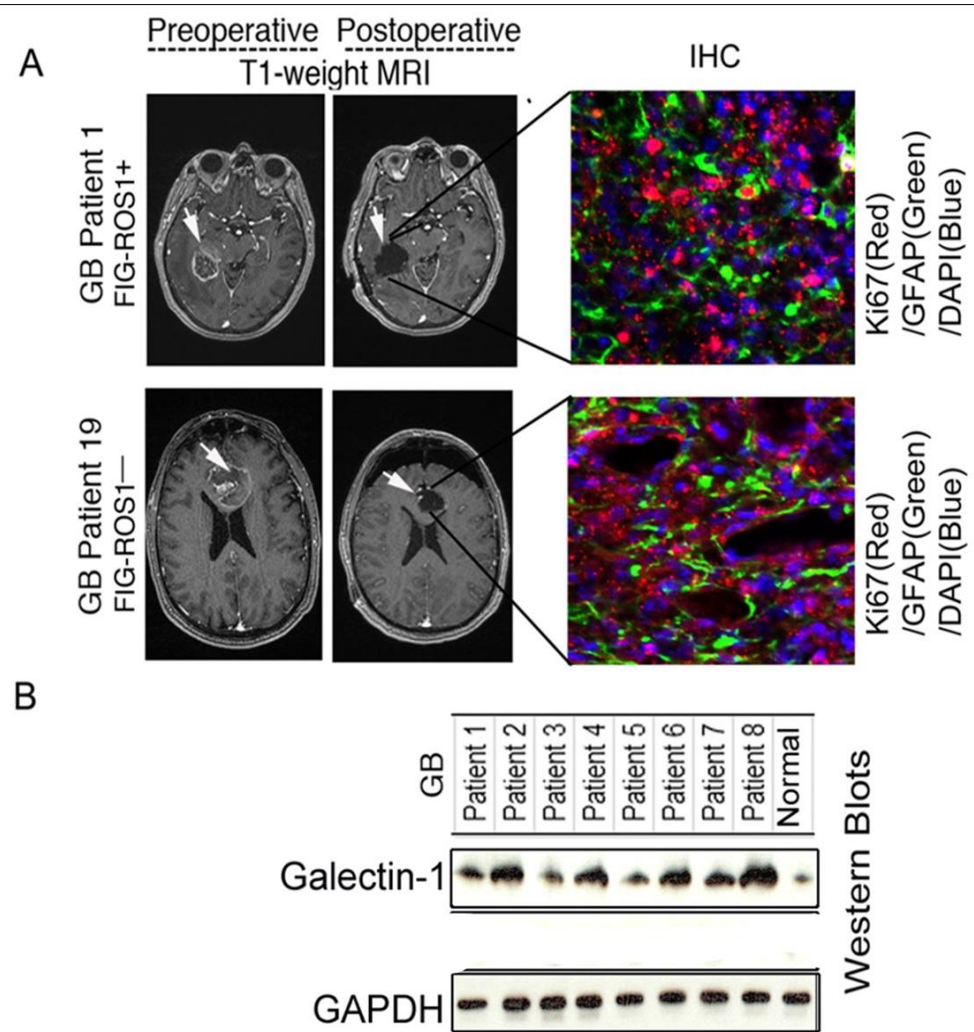 Preoperative Postoperative
A
T1-weight MRI
IHC
GB Patient 1
FIG-ROS1+
Ki67(Red)
/GFAP(Green)
/DAPI(Blue)
GB Patient 19
FIG-ROS1—
Ki67(Red)
/GFAP(Green)
/DAPI(Blue)
B
GB
Patient 1
Patient 2
Patient 3
Patient 4
Patient 5
Patient 6
Patient 7
Patient 8
Normal
Galectin-1
GAPDH
Western Blots